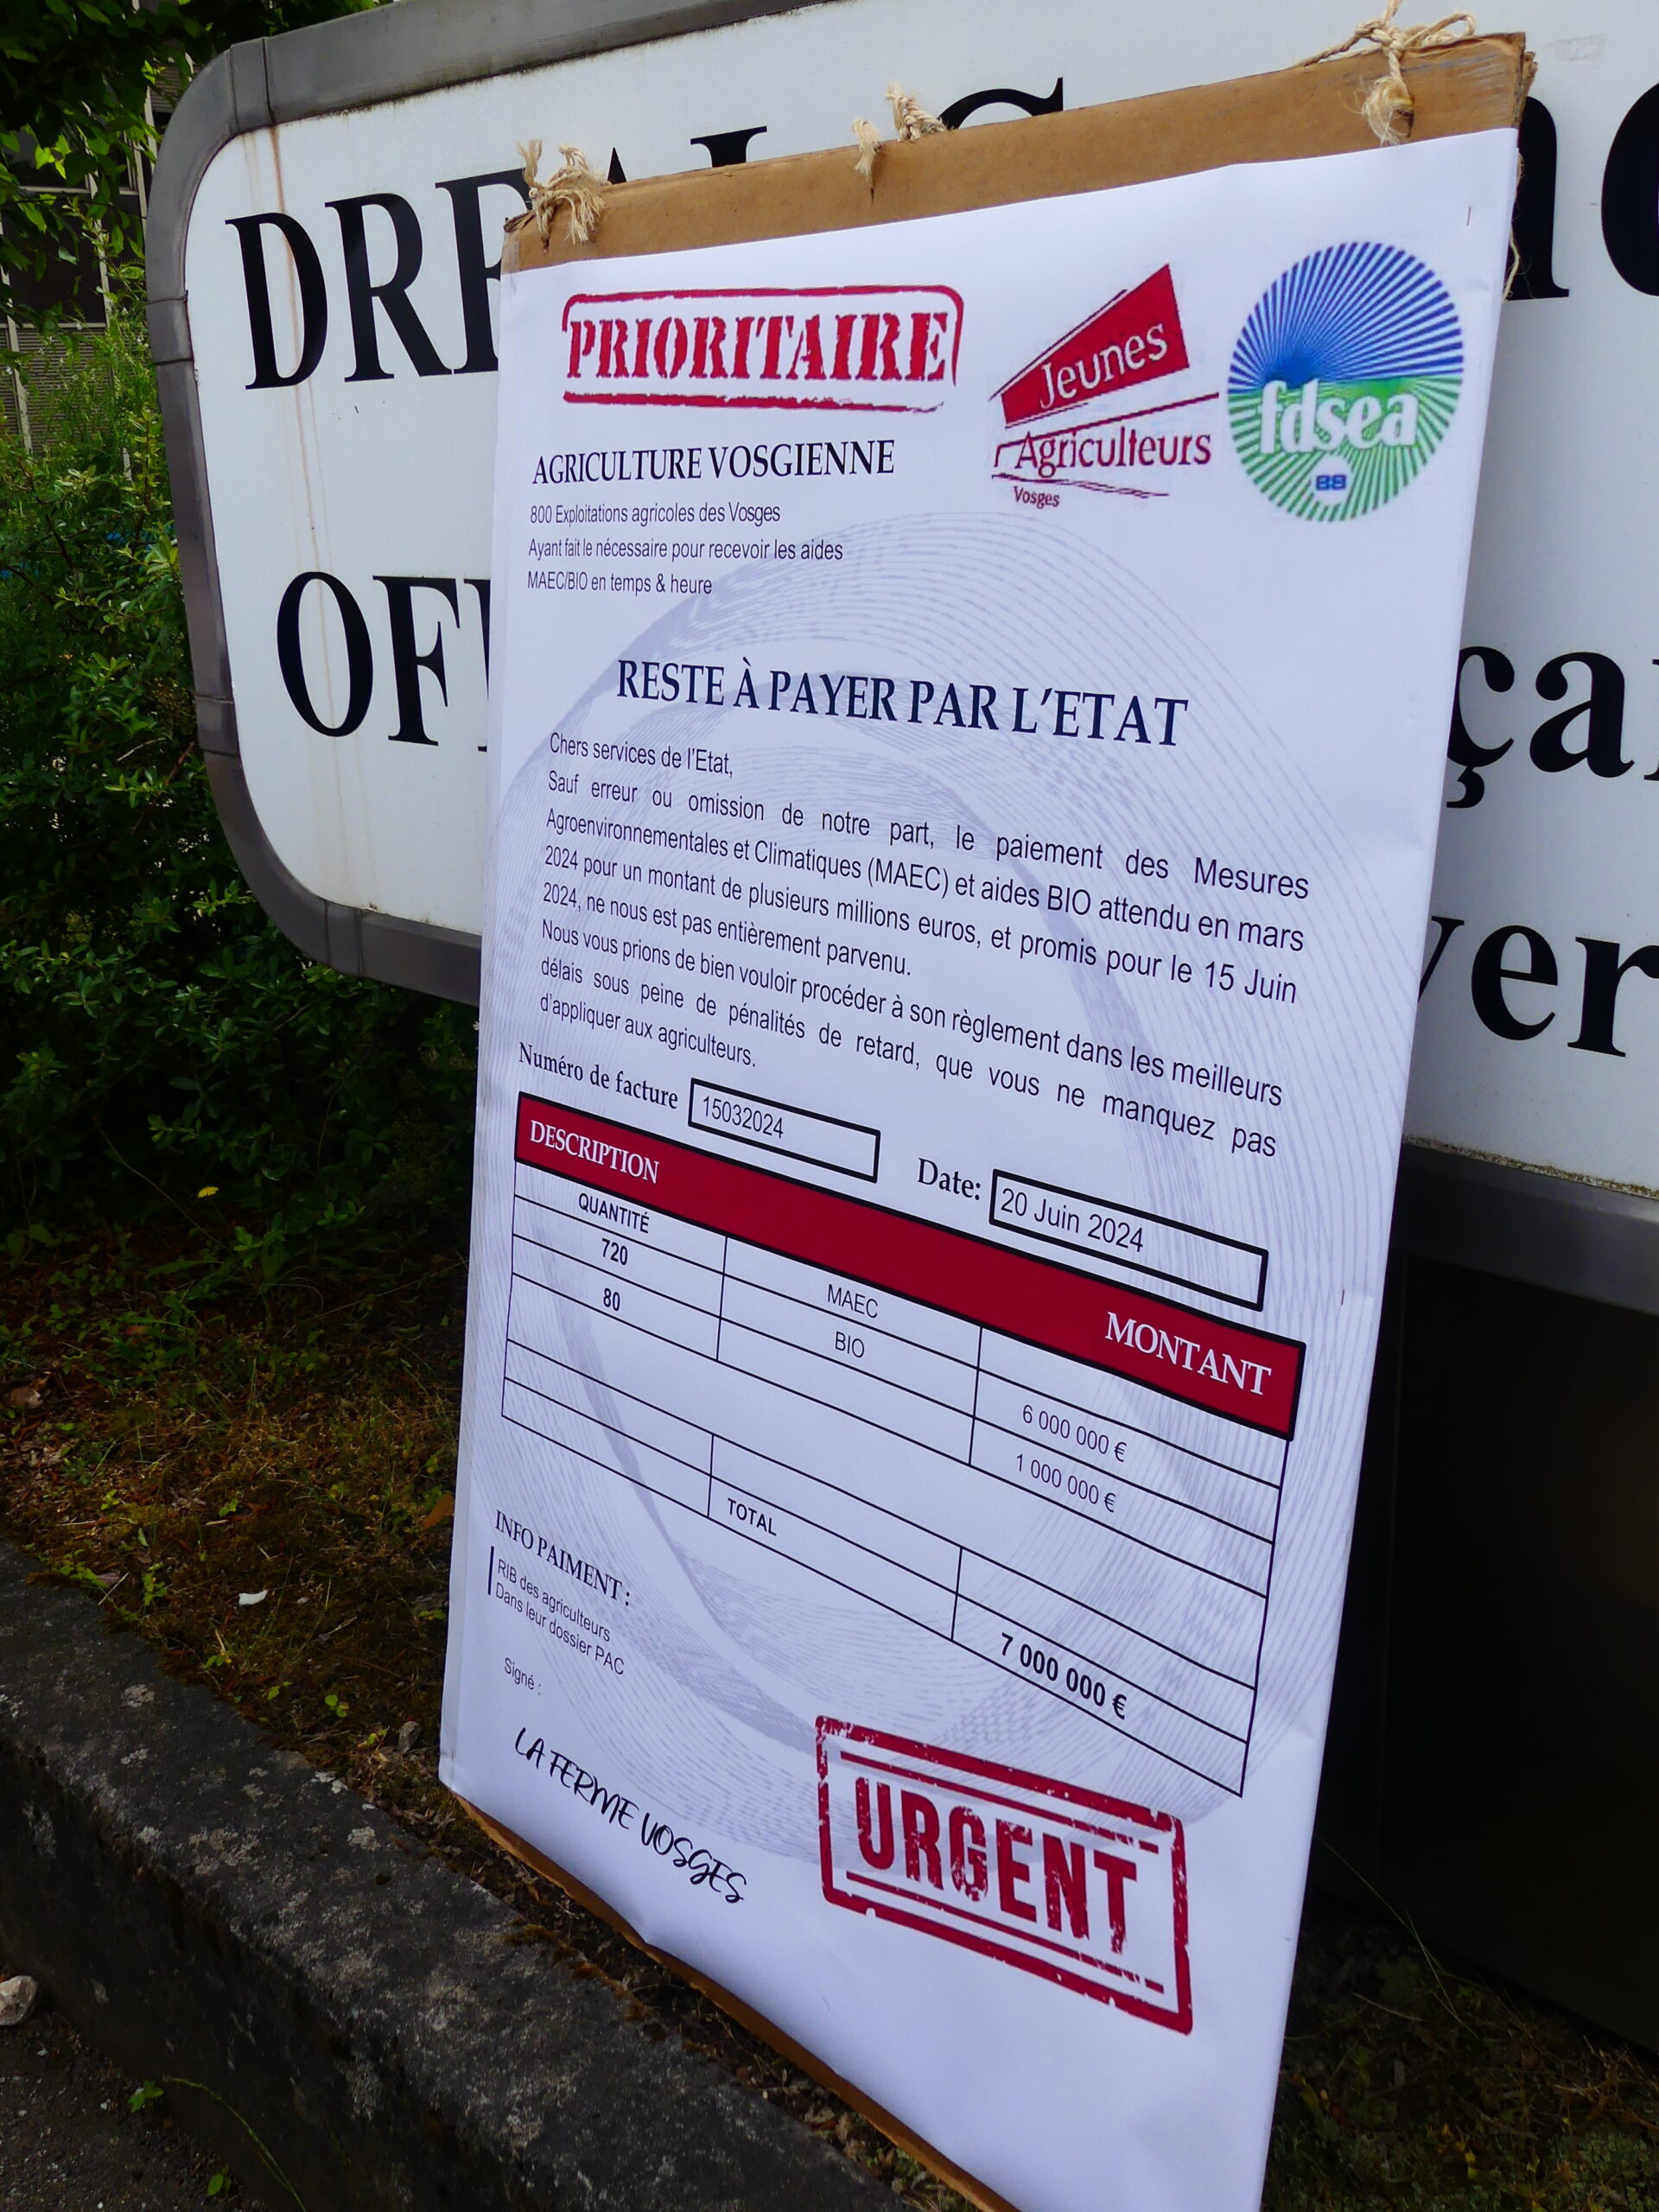 PRIORITAIRE
Jeunes
Agriculteurs
Vosges
fdsea
88
AGRICULTURE VOSGIENNE
800 Exploitations agricoles des Vosges
Ayant fait le nécessaire pour recevoir les aides
MAEC/BIO en temps & heure
RESTE À PAYER PAR L'ETAT
Chers services de l'Etat,
Sauf erreur ou omission de notre part, le paiement des Mesures
Agroenvironnementales et Climatiques (MAEC) et aides BIO attendu en mars
2024 pour un montant de plusieurs millions euros, et promis pour le 15 Juin
2024, ne nous est pas entièrement parvenu.
Nous vous prions de bien vouloir procéder à son règlement dans les meilleurs
délais sous peine de pénalités de retard, que vous ne manquez pas
d'appliquer aux agriculteurs.
Numéro de facture 15032024
Date: 20 Juin 2024
DESCRIPTION MONTANT
QUANTITÉ
720 MAEC 6 000 000 €
80 BIO 1 000 000 €
TOTAL 7 000 000 €
INFO PAIMENT :
RIB des agriculteurs
Dans leur dossier PAC
Signé :
LA FERME VOSGES
URGENT